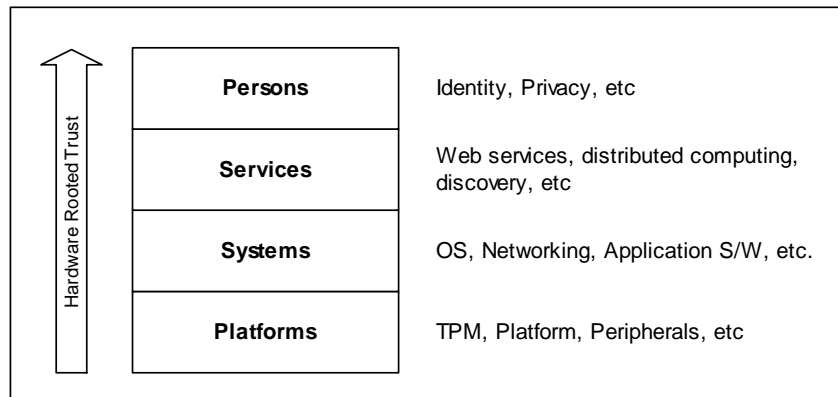 Hardware Rooted Trust
Persons
Identity, Privacy, etc
Services
Web services, distributed computing,
discovery, etc
Systems
OS, Networking, Application S/W, etc.
Platforms
TPM, Platform, Peripherals, etc